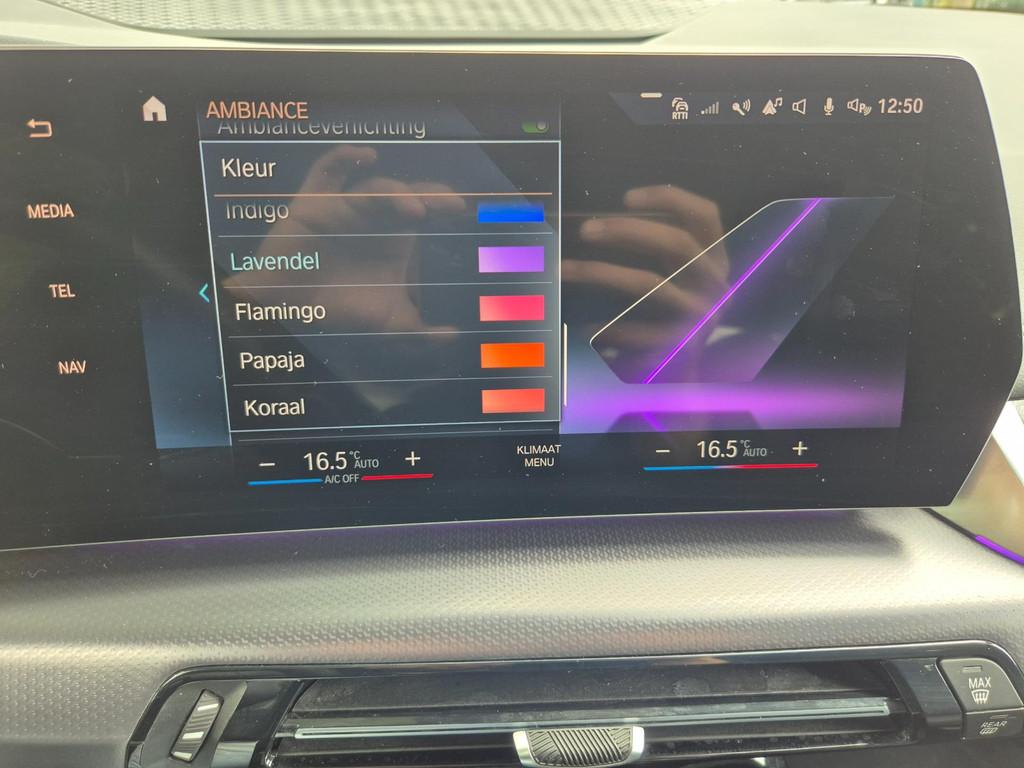 AMBIANCE
Ambianceverlichting
RTTI
P
12:50
MEDIA
TEL
NAV
Kleur
Indigo
Lavendel
Flamingo
Papaja
Koraal
− 16.5 °C AUTO +
A/C OFF
KLIMAAT
MENU
− 16.5 °C AUTO +
MAX
REAR